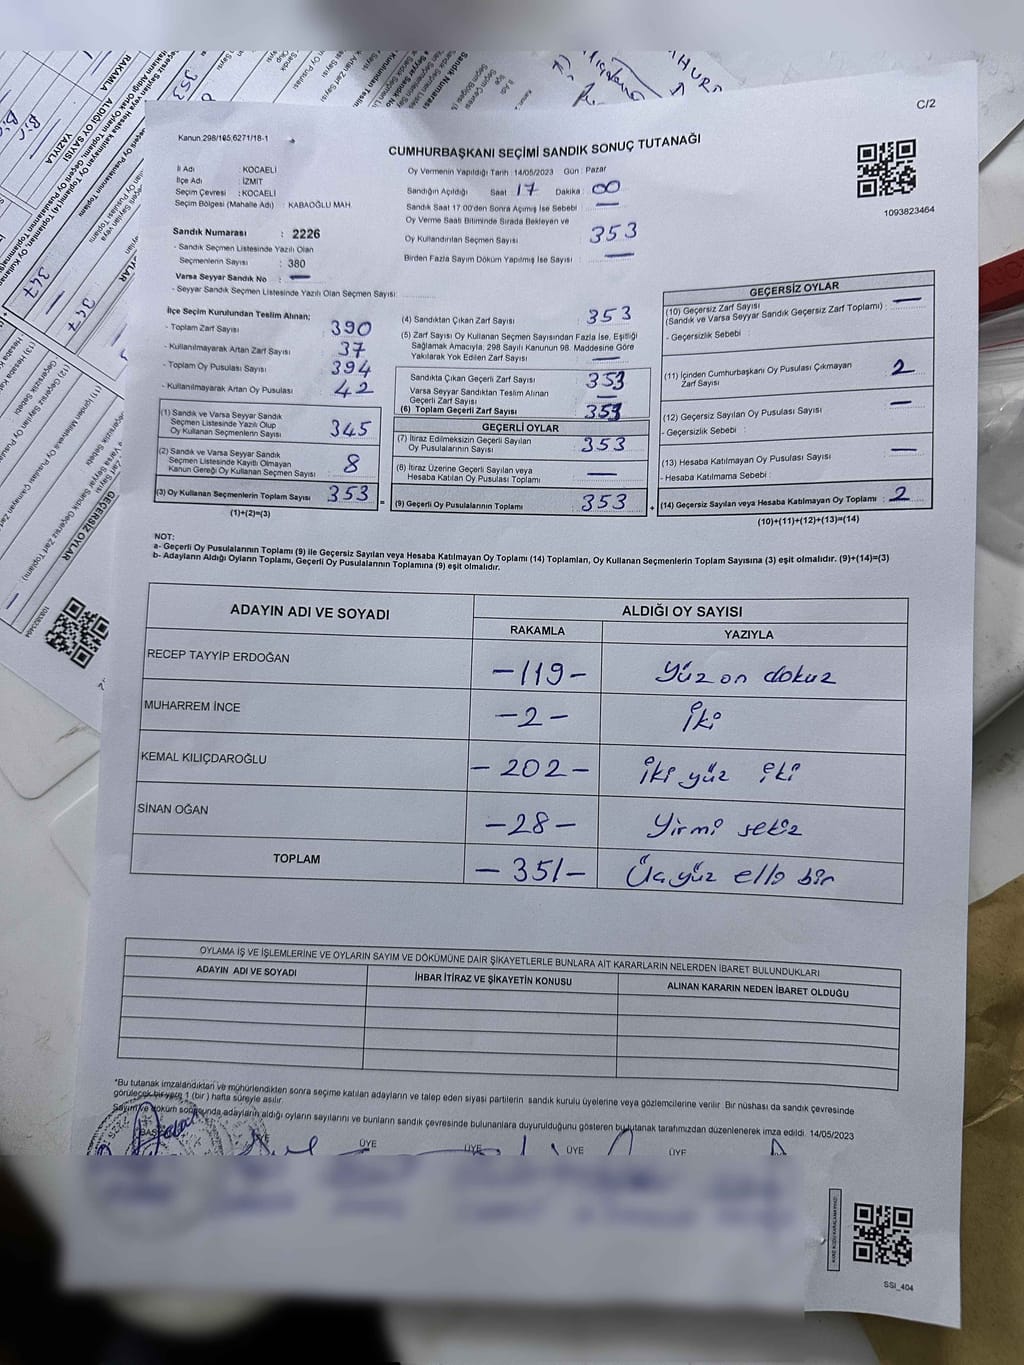 C/2
Kanun 298/105,6271/18-1
CUMHURBAŞKANI SEÇİMİ SANDIK SONUÇ TUTANAĞI
1093823464
İl Adı : KOCAELİ
İlçe Adı : İZMİT
Seçim Çevresi : KOCAELİ
Seçim Bölgesi (Mahalle Adı) : KABAOĞLU MAH.
Sandık Numarası : 2226
- Sandık Seçmen Listesinde Yazılı Olan
Seçmenlerin Sayısı : 380
Varsa Seyyar Sandık No : —
- Seyyar Sandık Seçmen Listesinde Yazılı Olan Seçmen Sayısı:
Oy Vermenin Yapıldığı Tarih : 14/05/2023 Gün : Pazar
Sandığın Açıldığı Saat : 17 Dakika : 00
Sandık Saat 17.00'den Sonra Açılmış İse Sebebi : —
Oy Verme Saati Bitiminde Sırada Bekleyen ve
Oy Kullandırılan Seçmen Sayısı : 353
Birden Fazla Sayım Döküm Yapılmış İse Sayısı : —
İlçe Seçim Kurulundan Teslim Alınan;
- Toplam Zarf Sayısı : 390
- Kullanılmayarak Artan Zarf Sayısı : 37
- Toplam Oy Pusulası Sayısı : 394
- Kullanılmayarak Artan Oy Pusulası : 42
(1) Sandık ve Varsa Seyyar Sandık
Seçmen Listesinde Yazılı Olup
Oy Kullanan Seçmenlerin Sayısı : 345
(2) Sandık ve Varsa Seyyar Sandık
Seçmen Listesinde Kayıtlı Olmayan
Kanun Gereği Oy Kullanan Seçmen Sayısı : 8
(3) Oy Kullanan Seçmenlerin Toplam Sayısı : 353 =
(1)+(2)=(3)
(4) Sandıktan Çıkan Zarf Sayısı : 353
(5) Zarf Sayısı Oy Kullanan Seçmen Sayısından Fazla İse, Eşitliği
Sağlamak Amacıyla, 298 Sayılı Kanunun 98. Maddesine Göre
Yakılarak Yok Edilen Zarf Sayısı : —
Sandıkta Çıkan Geçerli Zarf Sayısı : 353
Varsa Seyyar Sandıktan Teslim Alınan
Geçerli Zarf Sayısı : —
(6) Toplam Geçerli Zarf Sayısı : 353
GEÇERLİ OYLAR
(7) İtiraz Edilmeksizin Geçerli Sayılan
Oy Pusulalarının Sayısı : 353
(8) İtiraz Üzerine Geçerli Sayılan veya
Hesaba Katılan Oy Pusulası Toplamı : —
(9) Geçerli Oy Pusulalarının Toplamı : 353 +
GEÇERSİZ OYLAR
(10) Geçersiz Zarf Sayısı
(Sandık ve Varsa Seyyar Sandık Geçersiz Zarf Toplamı) : —
- Geçersizlik Sebebi :
(11) İçinden Cumhurbaşkanı Oy Pusulası Çıkmayan
Zarf Sayısı : 2
(12) Geçersiz Sayılan Oy Pusulası Sayısı : —
- Geçersizlik Sebebi :
(13) Hesaba Katılmayan Oy Pusulası Sayısı : —
- Hesaba Katılmama Sebebi :
(14) Geçersiz Sayılan veya Hesaba Katılmayan Oy Toplamı : 2
(10)+(11)+(12)+(13)=(14)
NOT:
a- Geçerli Oy Pusulalarının Toplamı (9) ile Geçersiz Sayılan veya Hesaba Katılmayan Oy Toplamı (14) Toplamları, Oy Kullanan Seçmenlerin Toplam Sayısına (3) eşit olmalıdır. (9)+(14)=(3)
b- Adayların Aldığı Oyların Toplamı, Geçerli Oy Pusulalarının Toplamına (9) eşit olmalıdır.
ADAYIN ADI VE SOYADI
ALDIĞI OY SAYISI
RAKAMLA YAZIYLA
RECEP TAYYİP ERDOĞAN -119- Yüz on dokuz
MUHARREM İNCE -2- İki
KEMAL KILIÇDAROĞLU -202- İki yüz iki
SİNAN OĞAN -28- Yirmi sekiz
TOPLAM -351- Üç yüz elli bir
OYLAMA İŞ VE İŞLEMLERİNE VE OYLARIN SAYIM VE DÖKÜMÜNE DAİR ŞİKAYETLERLE BUNLARA AİT KARARLARIN NELERDEN İBARET BULUNDUKLARI
ADAYIN ADI VE SOYADI İHBAR İTİRAZ VE ŞİKAYETİN KONUSU ALINAN KARARIN NEDEN İBARET OLDUĞU
*Bu tutanak imzalandıktan ve mühürlendikten sonra seçime katılan adayların ve talep eden siyasi partilerin sandık kurulu üyelerine veya gözlemcilerine verilir. Bir nüshası da sandık çevresinde
görülecek bir yere 1 (bir) hafta süreyle asılır.
Sayım ve döküm sonucunda adayların aldığı oyların sayılarını ve bunların sandık çevresinde bulunanlara duyurulduğunu gösteren bu tutanak tarafımızdan düzenlenerek imza edildi. 14/05/2023
ÜYE ÜYE ÜYE ÜYE ÜYE
SSI_404